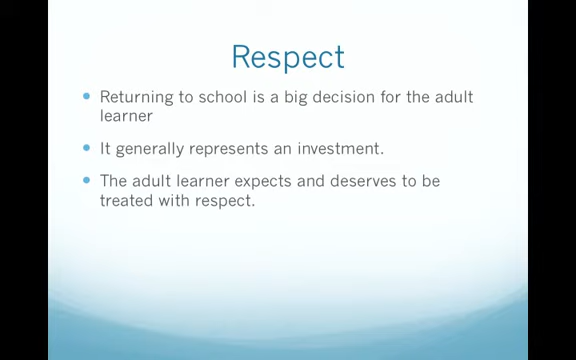 Respect
Returning to school is a big decision for the adult
learner
It generally represents an investment.
The adult learner expects and deserves to be
treated with respect.